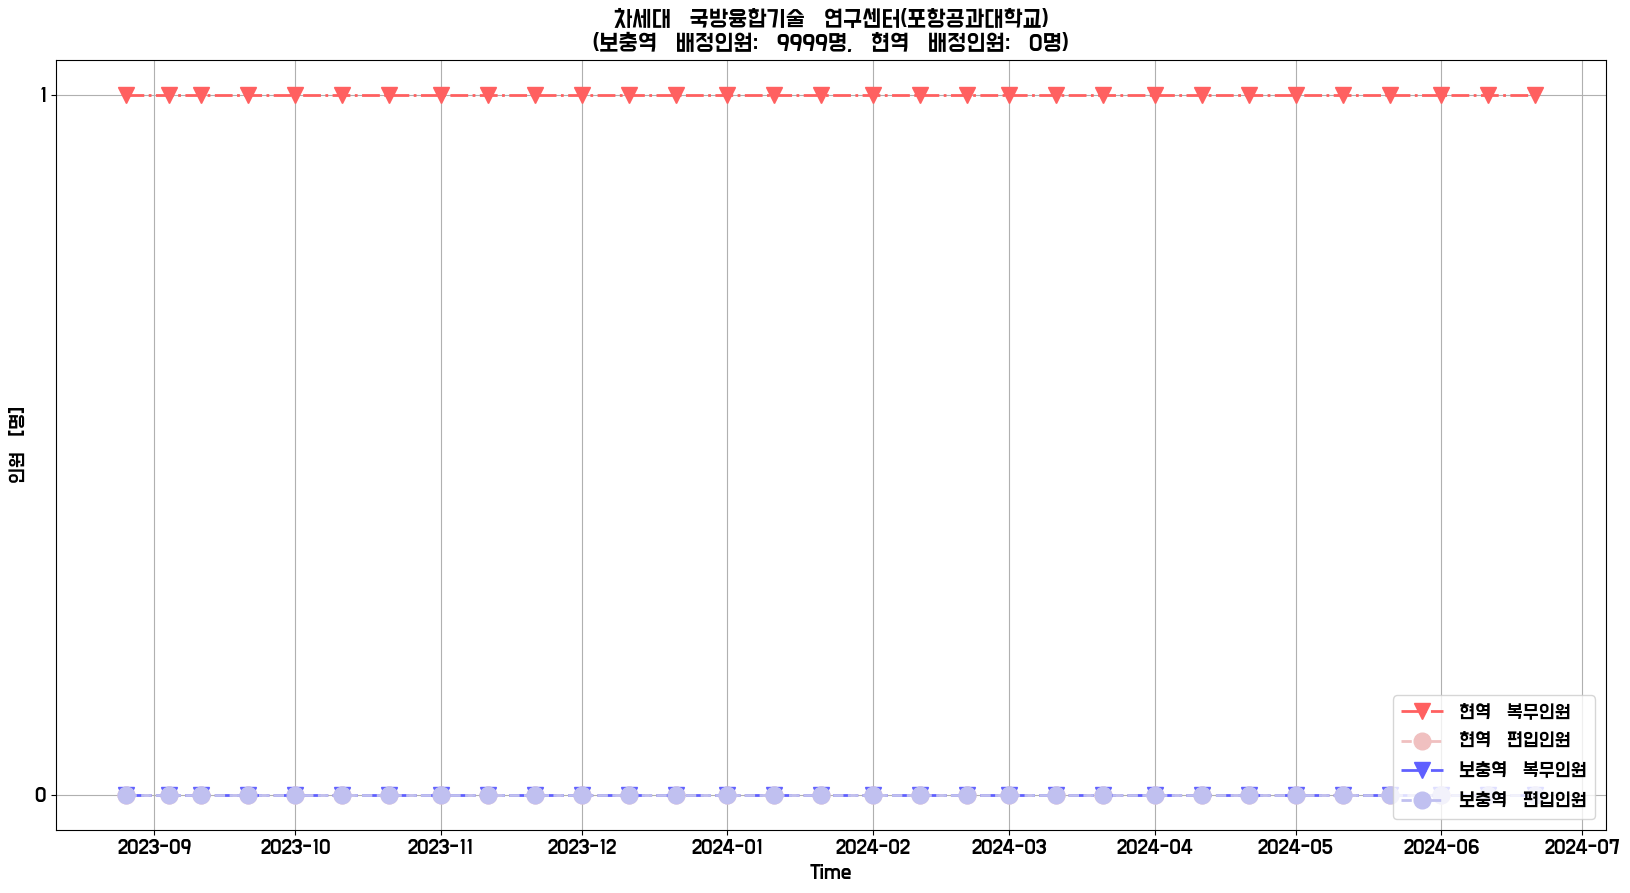 차세대 국방융합기술 연구센터(포항공과대학교)
(보충역 배정인원: 9999명, 현역 배정인원: 0명)
1
0
인원 [명]
현역 복무인원
현역 편입인원
보충역 복무인원
보충역 편입인원
2023-09 2023-10 2023-11 2023-12 2024-01 2024-02 2024-03 2024-04 2024-05 2024-06 2024-07
Time